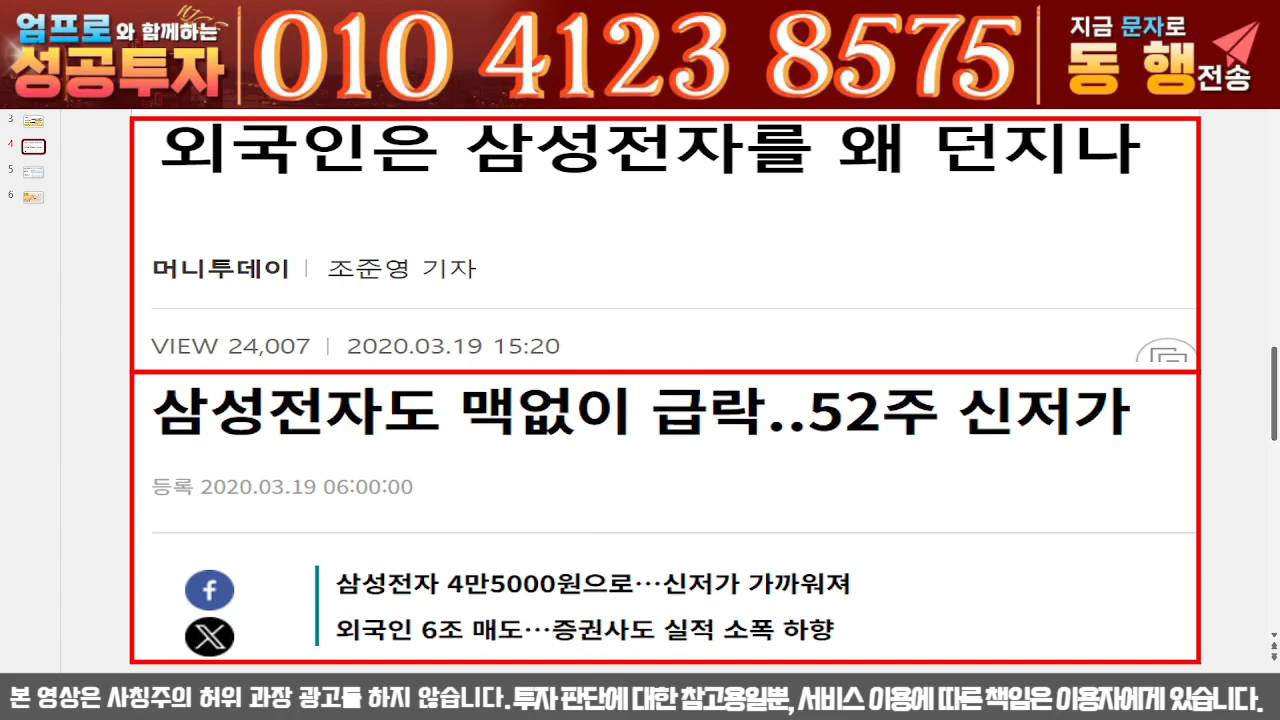 엄프로와 함께하는
성공투자
010 4123 8575
지금 문자로
동 행전송
3
4
5
6
외국인은 삼성전자를 왜 던지나
머니투데이 | 조준영 기자
VIEW 24,007 | 2020.03.19 15:20
삼성전자도 맥없이 급락..52주 신저가
등록 2020.03.19 06:00:00
삼성전자 4만5000원으로…신저가 가까워져
외국인 6조 매도…증권사도 실적 소폭 하향
본 영상은 사칭주의 허위 과장 광고를 하지 않습니다. 투자 판단에 대한 참고용일뿐, 서비스 이용에 따른 책임은 이용자에게 있습니다.